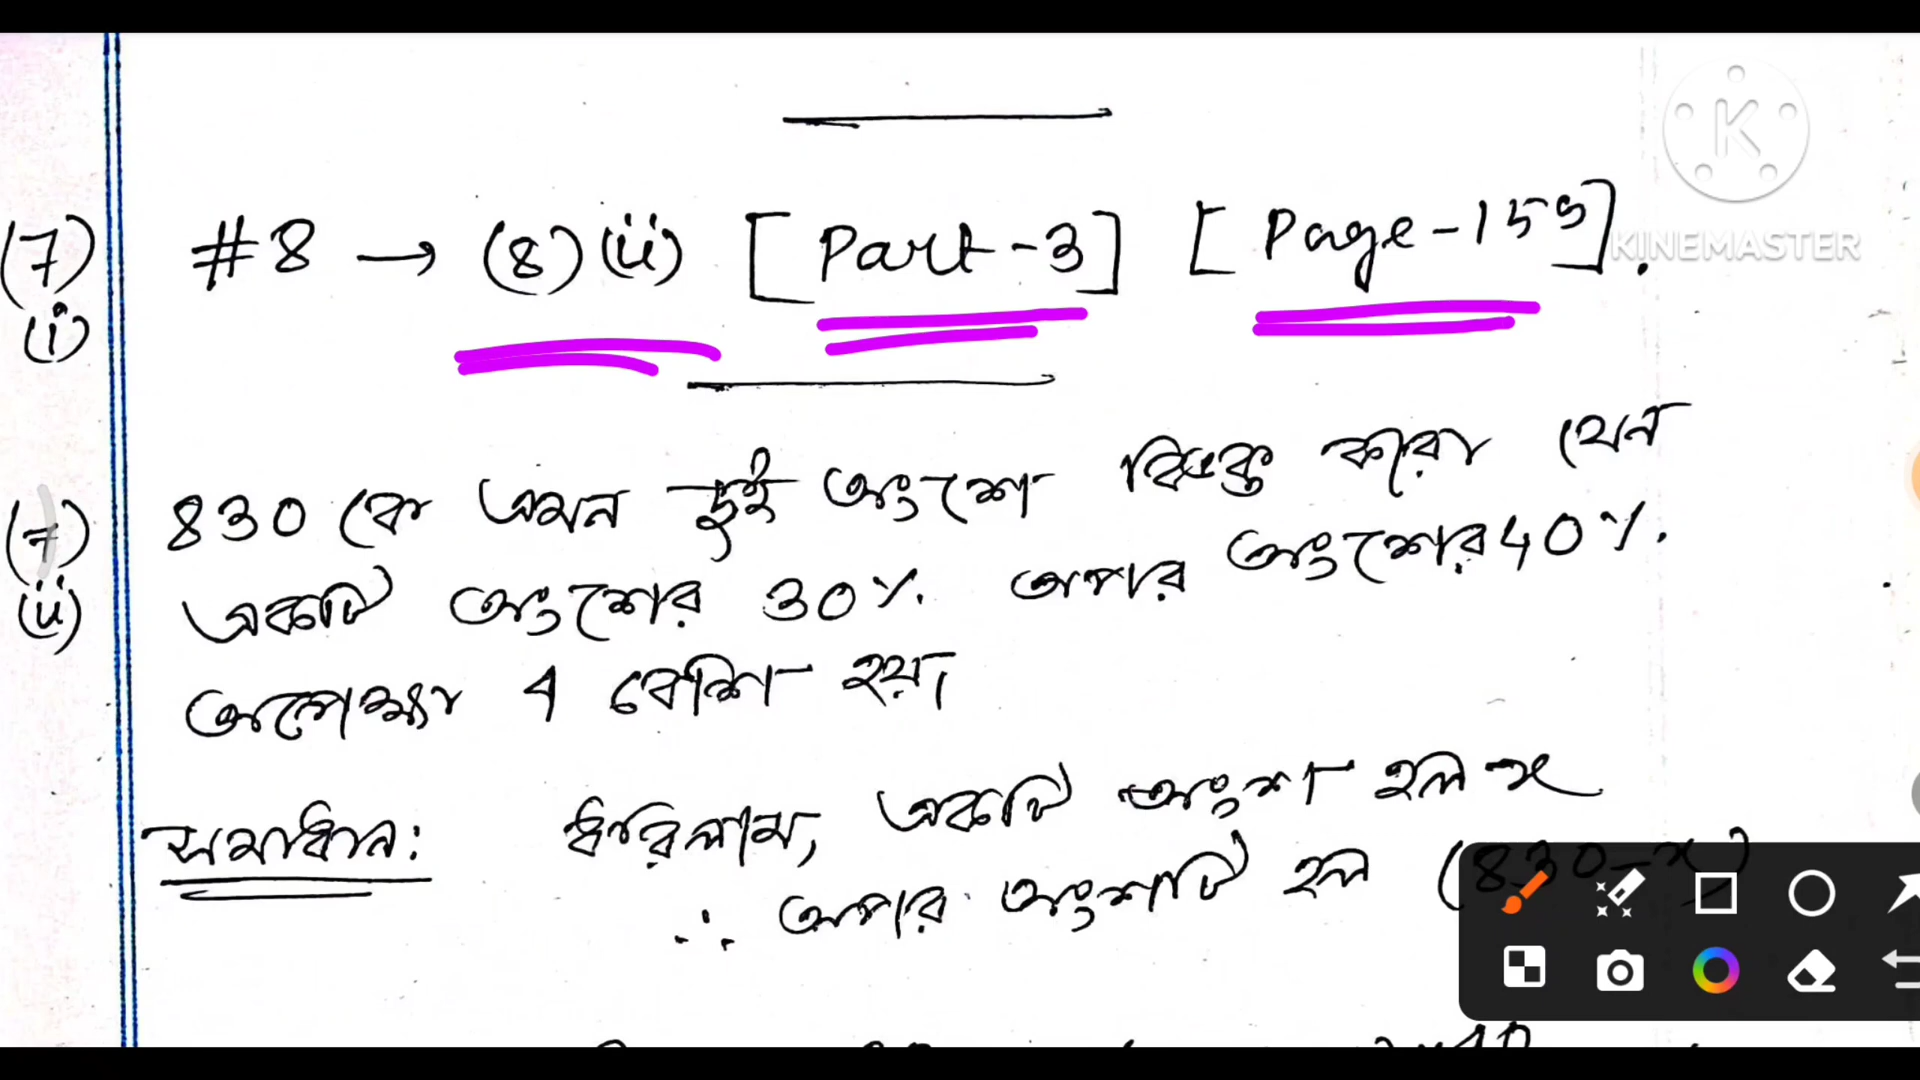 (7) #8 → (8) (ii) [Part-3] [Page-159].
(i)
KINEMASTER
(7) 830 কে এমন দুই অংশে বিভক্ত করো যেন
(ii) একটি অংশের 30%. অপর অংশের 40%.
অপেক্ষা 4 বেশি হয়।
সমাধান: ধরিলাম, একটি অংশ হল x
∴ অপর অংশটি হল (830-x)